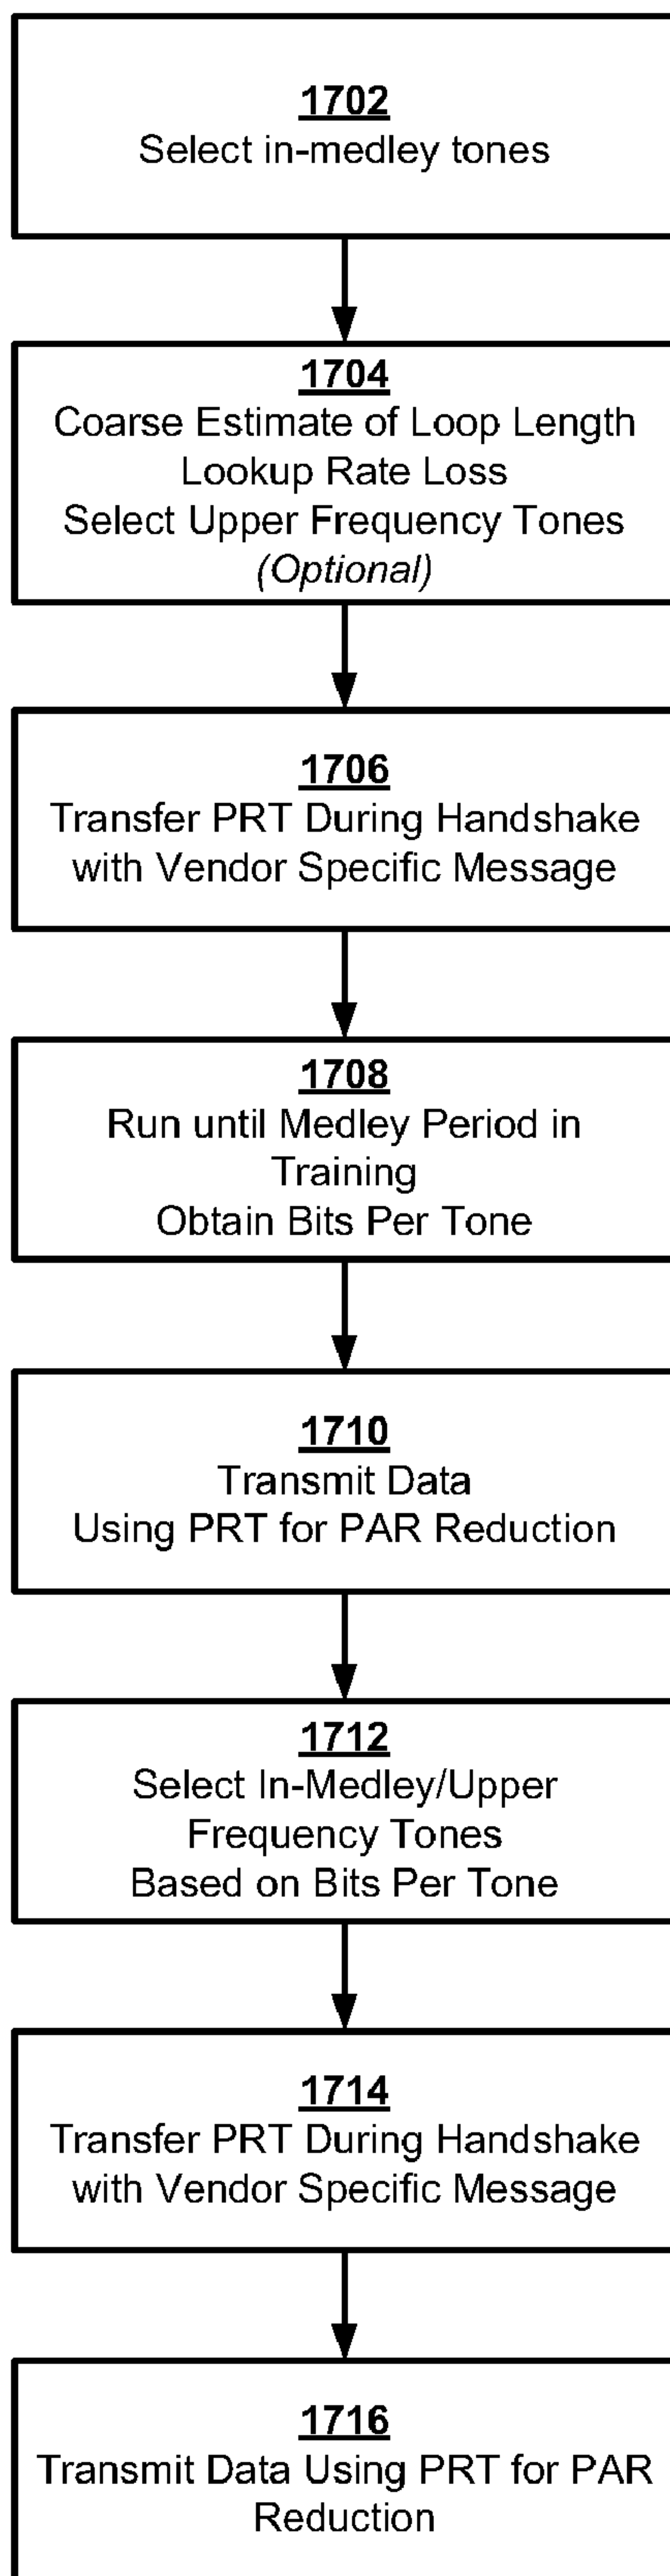 1702
Select in-medley tones
1704
Coarse Estimate of Loop Length
Lookup Rate Loss
Select Upper Frequency Tones
(Optional)
1706
Transfer PRT During Handshake
with Vendor Specific Message
1708
Run until Medley Period in
Training
Obtain Bits Per Tone
1710
Transmit Data
Using PRT for PAR Reduction
1712
Select In-Medley/Upper
Frequency Tones
Based on Bits Per Tone
1714
Transfer PRT During Handshake
with Vendor Specific Message
1716
Transmit Data Using PRT for PAR
Reduction